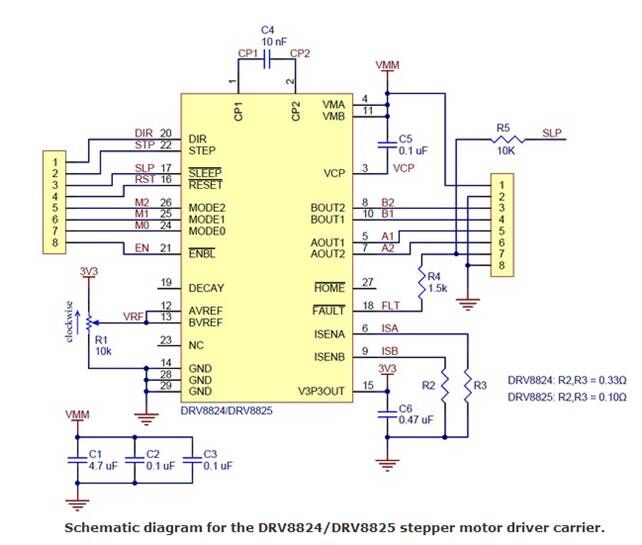 C4
10 nF
CP1 CP2
1 2
CP1 CP2
VMM
4 VMA
11 VMB
C5
0.1 uF
R5
10K
SLP
3 VCP
VCP
DIR 20 DIR
STP 22 STEP
SLP 17 SLEEP
RST 16 RESET
M2 26 MODE2
M1 25 MODE1
M0 24 MODE0
EN 21 ENBL
1
2
3
4
5
6
7
8
BOUT2 8 B2
BOUT1 10 B1
AOUT1 5 A1
AOUT2 7 A2
1
2
3
4
5
6
7
8
3V3
19 DECAY
HOME 27
R4
1.5k
clockwise
VRF
12 AVREF
13 BVREF
R1
10k
FAULT 18 FLT
23 NC
ISENA 6 ISA
ISENB 9 ISB
14 GND
28 GND
29 GND
3V3
V3P3OUT 15
R2
R3
DRV8824: R2,R3 = 0.33Ω
DRV8825: R2,R3 = 0.10Ω
DRV8824/DRV8825
C6
0.47 uF
VMM
C1
4.7 uF
C2
0.1 uF
C3
0.1 uF
Schematic diagram for the DRV8824/DRV8825 stepper motor driver carrier.